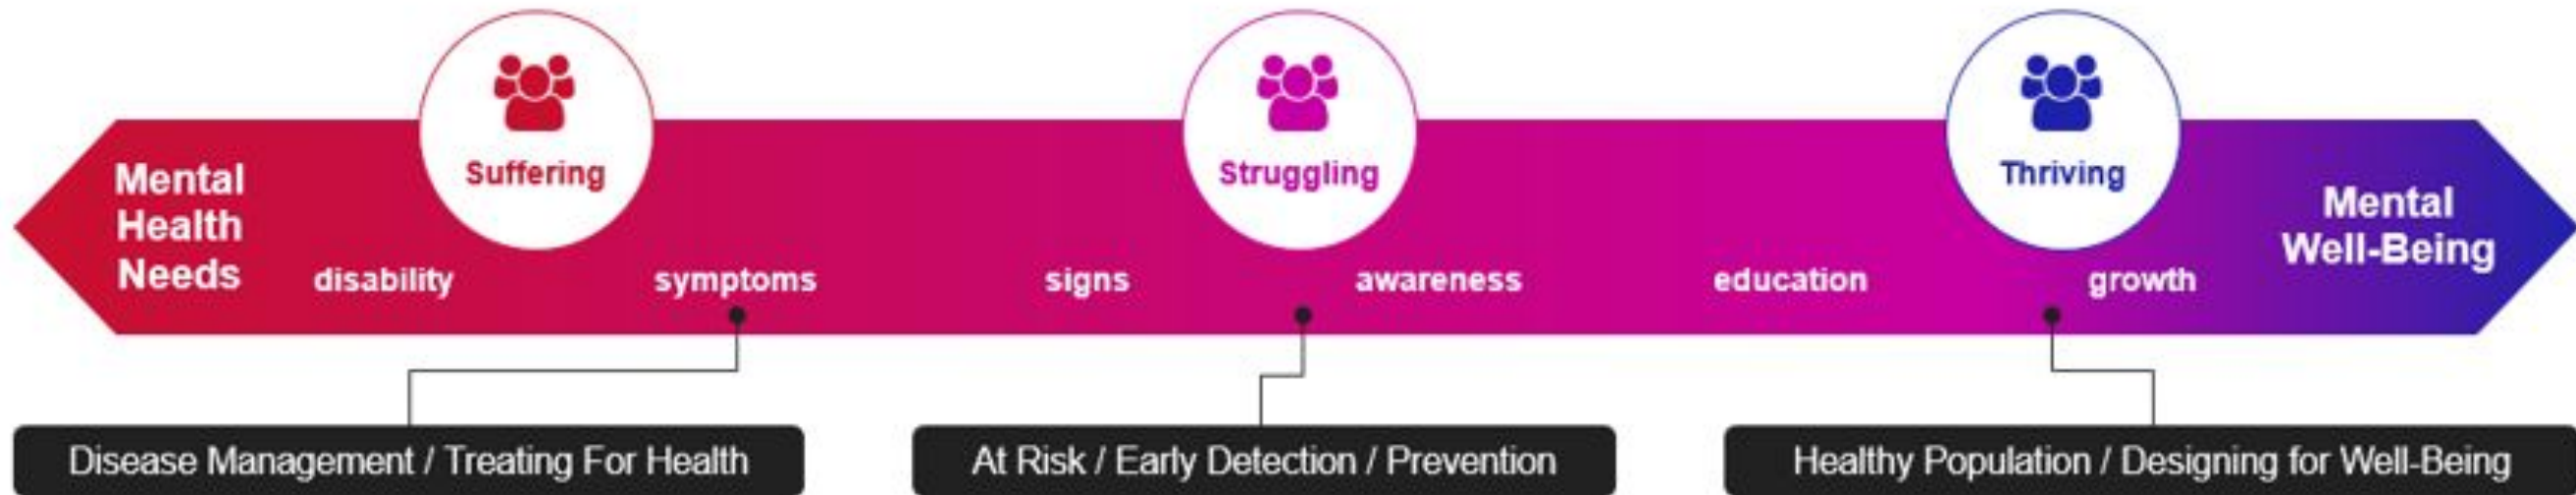 Suffering
Struggling
Thriving
Mental
Health
Needs
Mental
Well-Being
disability
symptoms
signs
awareness
education
growth
Disease Management / Treating For Health
At Risk / Early Detection / Prevention
Healthy Population / Designing for Well-Being